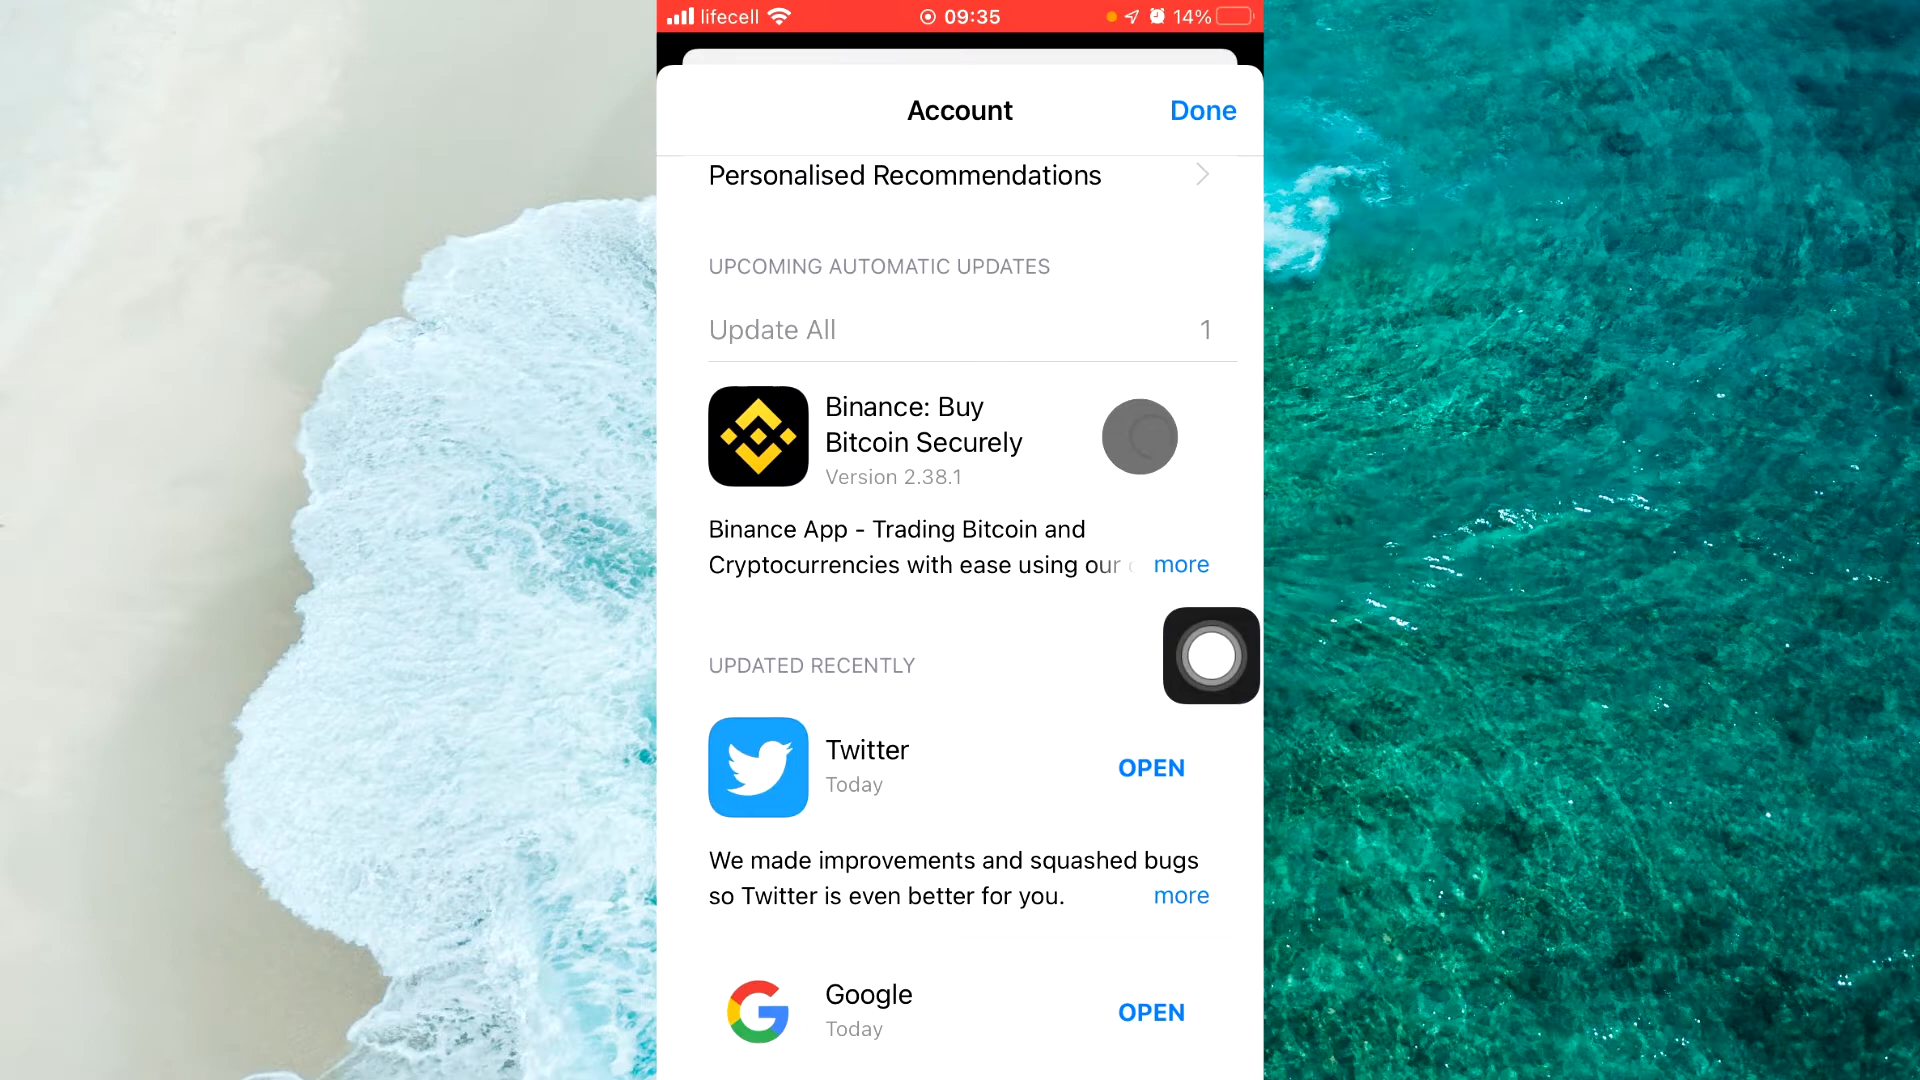 lifecell 09:35 14%
Account Done
Personalised Recommendations
UPCOMING AUTOMATIC UPDATES
Update All 1
Binance: Buy
Bitcoin Securely
Version 2.38.1
Binance App - Trading Bitcoin and
Cryptocurrencies with ease using our more
UPDATED RECENTLY
Twitter
Today
OPEN
We made improvements and squashed bugs
so Twitter is even better for you. more
Google
Today
OPEN